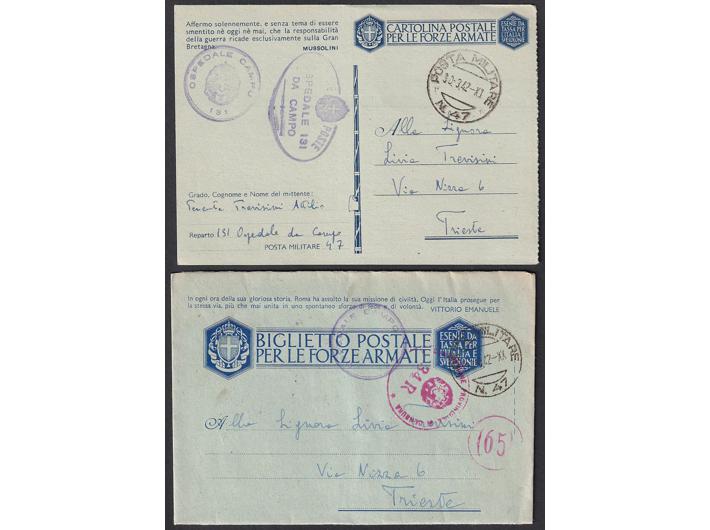 Affermo solennemente, e senza tema di essere
smentito nè oggi nè mai, che la responsabilità
della guerra ricade esclusivamente sulla Gran
Bretagna.
MUSSOLINI
OSPEDALE CAMPO
131
POSTE
OSPEDALE 131
DA CAMPO
CARTOLINA POSTALE
PER LE FORZE ARMATE
ESENTE DA
TASSA PER
L'ITALIA E
SVERSIONE
POSTA MILITARE
N. 47
Alla Signora
Livia Trevisini
Via Nizza 6
Trieste
Grado, Cognome e Nome del mittente:
Tenente Trevisini Attilio
Reparto 131 Ospedale da Campo
POSTA MILITARE 47
In ogni ora della sua gloriosa storia, Roma ha assolto la sua missione di civiltà. Oggi l'Italia prosegue per
la stessa via, più che mai unita in uno spontaneo sforzo di fede e di volontà.
VITTORIO EMANUELE
BIGLIETTO POSTALE
PER LE FORZE ARMATE
ESENTE DA
TASSA PER
L'ITALIA E
34 R
MILITARE
N. 47
Alla Signora Livia Trevisini
165
Via Nizza 6
Trieste